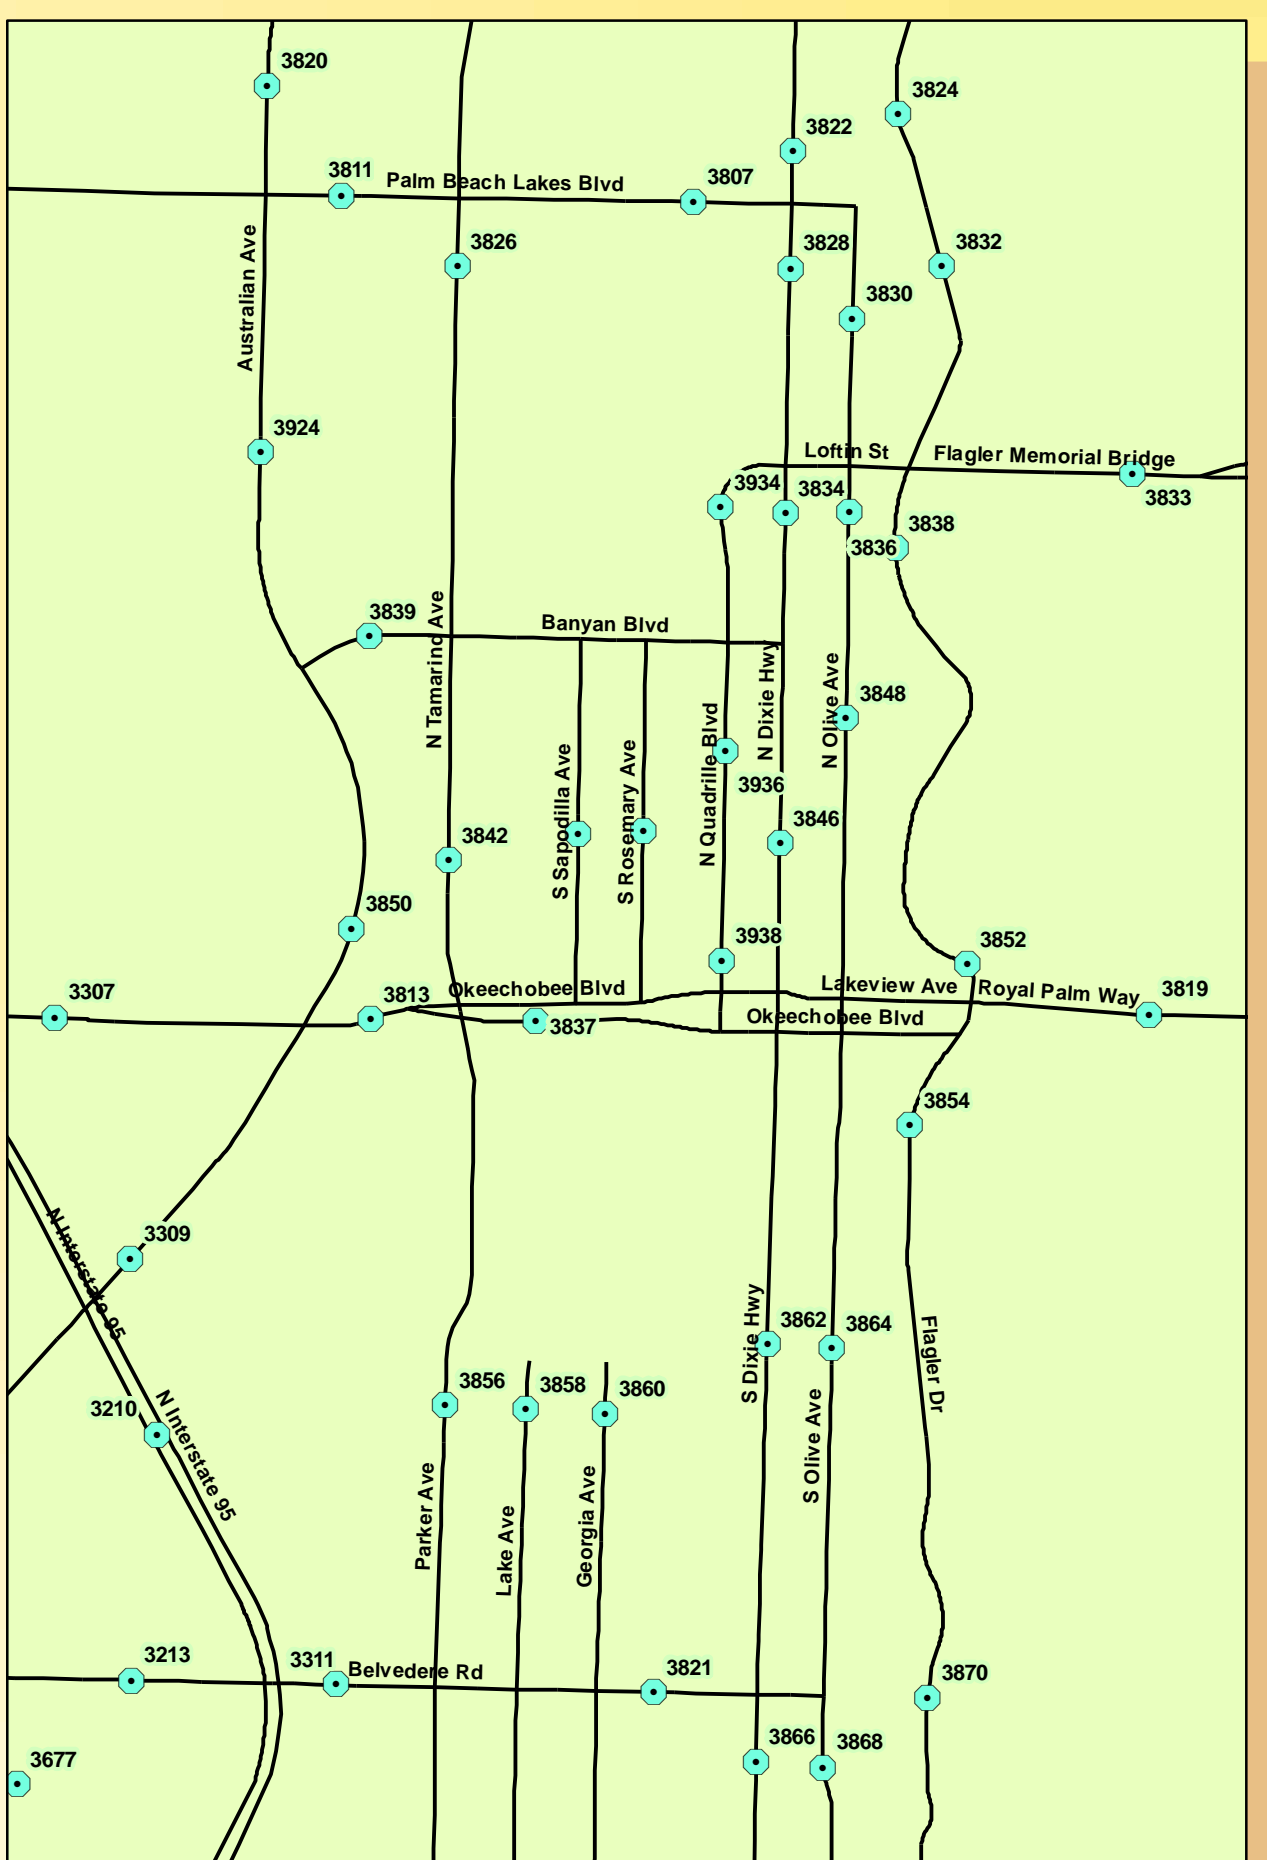 3820
3824
3822
3811
Palm Beach Lakes Blvd
3807
3826
3828
3832
3830
Australian Ave
3924
Loftin St
Flagler Memorial Bridge
3934
3834
3833
3838
3836
3839
Banyan Blvd
N Tamarind Ave
N Dixie Hwy
N Olive Ave
3848
N Quadrille Blvd
S Sapodilla Ave
S Rosemary Ave
3936
3846
3842
3850
3938
3852
3307
3813
Okeechobee Blvd
Lakeview Ave
Royal Palm Way
3819
3837
Okeechobee Blvd
3854
N Interstate 95
3309
S Dixie Hwy
3862
3864
Flagler Dr
3856
3858
3860
3210
N Interstate 95
S Olive Ave
Parker Ave
Lake Ave
Georgia Ave
3213
3311
Belvedere Rd
3821
3870
3866
3868
3677